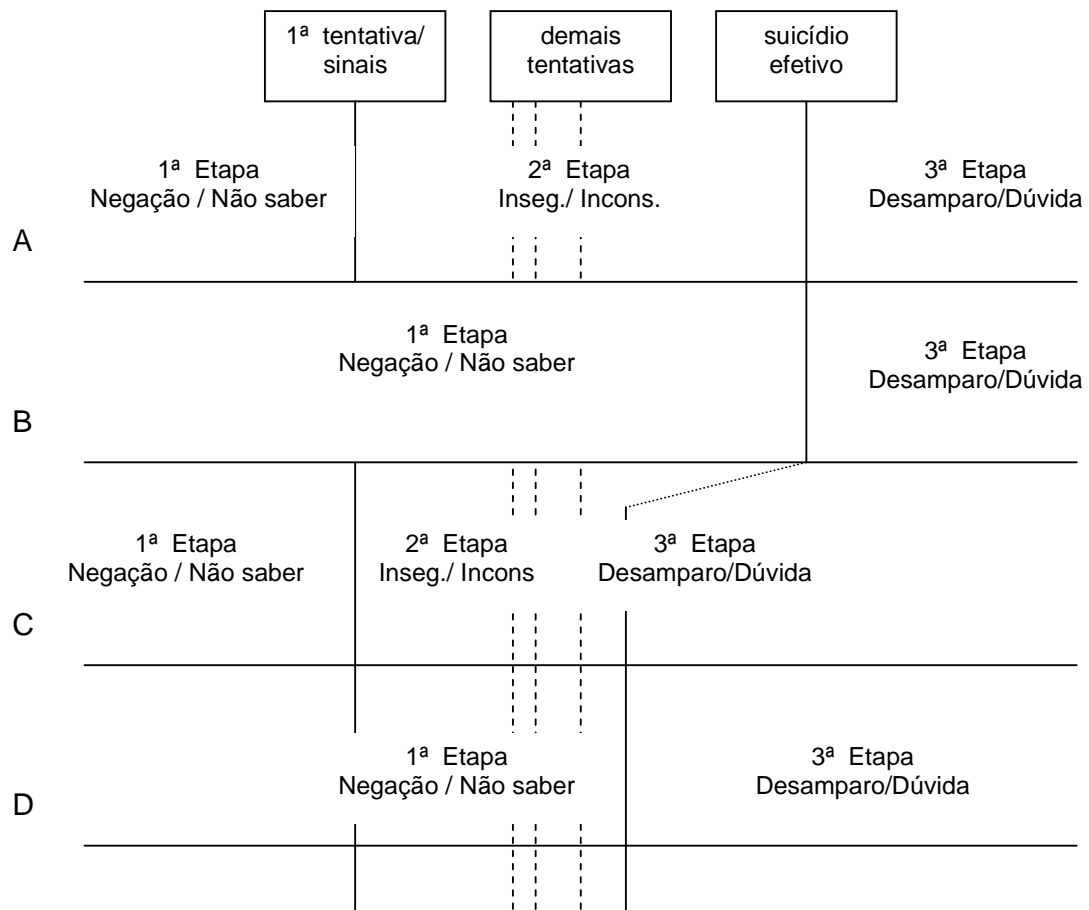 1ª tentativa/
sinais
demais
tentativas
suicídio
efetivo
1ª Etapa
Negação / Não saber
2ª Etapa
Inseg./ Incons.
3ª Etapa
Desamparo/Dúvida
A
1ª Etapa
Negação / Não saber
3ª Etapa
Desamparo/Dúvida
B
1ª Etapa
Negação / Não saber
2ª Etapa
Inseg./ Incons
3ª Etapa
Desamparo/Dúvida
C
1ª Etapa
Negação / Não saber
3ª Etapa
Desamparo/Dúvida
D